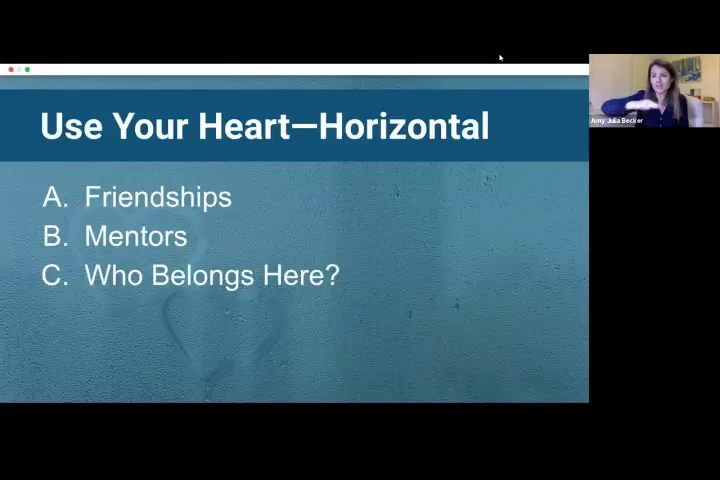 Use Your Heart—Horizontal
A. Friendships
B. Mentors
C. Who Belongs Here?
Amy Julia Becker